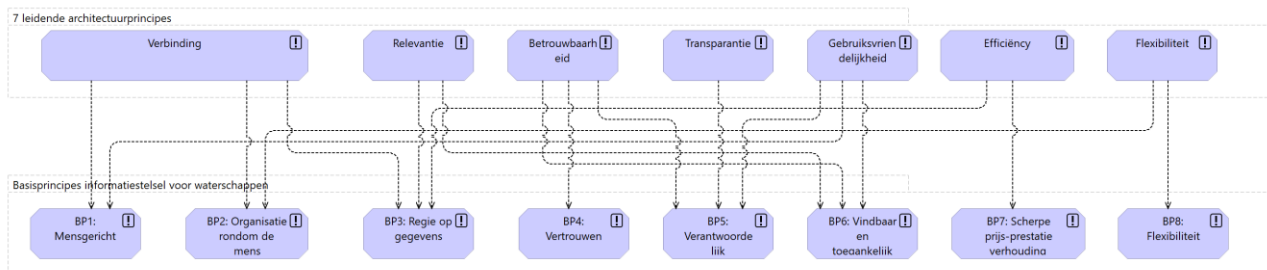 7 leidende architectuurprincipes
Verbinding
Relevantie
Betrouwbaarh
eid
Transparantie
Gebruiksvrien
delijkheid
Efficiëncy
Flexibiliteit
Basisprincipes informatiestelsel voor waterschappen
BP1:
Mensgericht
BP2: Organisatie
rondom de
mens
BP3: Regie op
gegevens
BP4:
Vertrouwen
BP5:
Verantwoorde
lijk
BP6: Vindbaar
en
toegankelijk
BP7: Scherpe
prijs-prestatie
verhouding
BP8:
Flexibiliteit